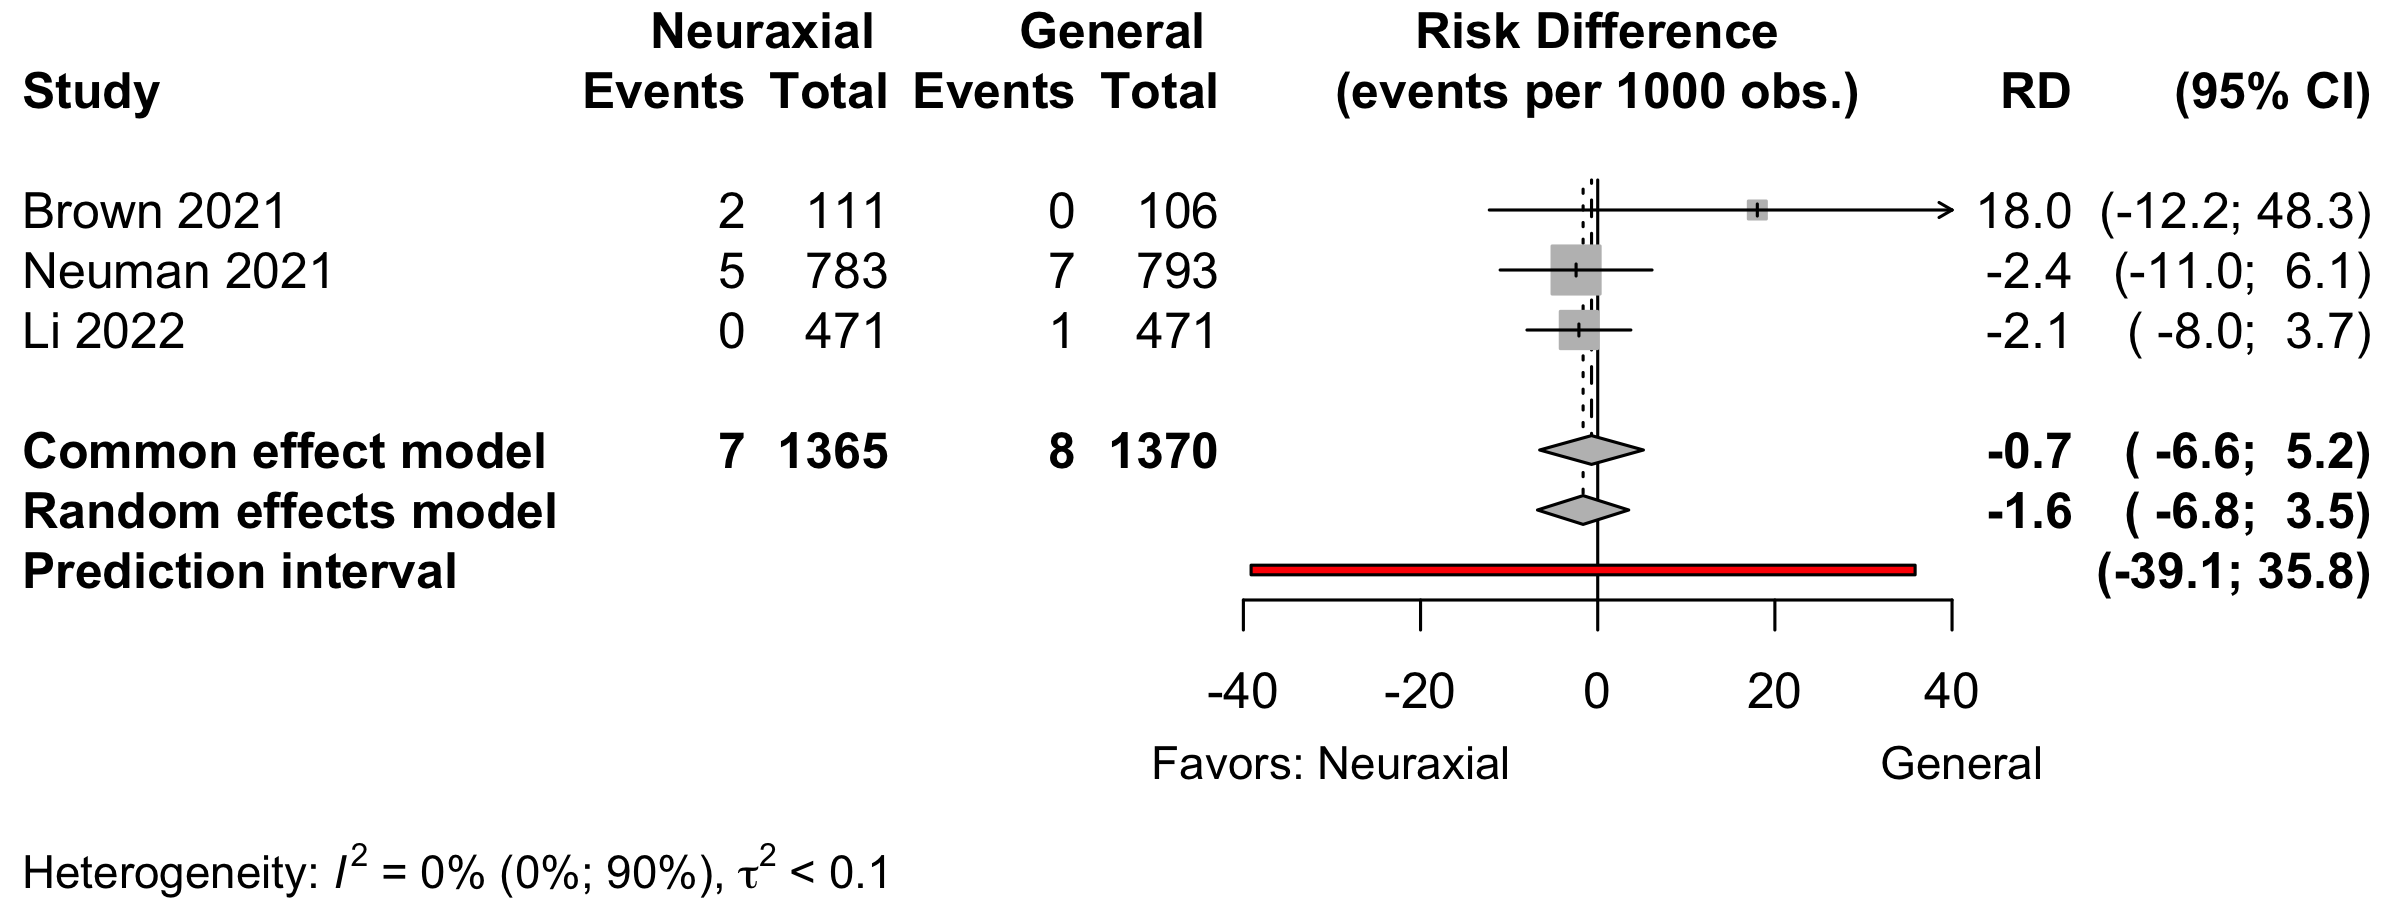 Neuraxial General Risk Difference
Study Events Total Events Total (events per 1000 obs.) RD (95% CI)
Brown 2021 2 111 0 106 18.0 (-12.2; 48.3)
Neuman 2021 5 783 7 793 -2.4 (-11.0; 6.1)
Li 2022 0 471 1 471 -2.1 ( -8.0; 3.7)
Common effect model 7 1365 8 1370 -0.7 ( -6.6; 5.2)
Random effects model -1.6 ( -6.8; 3.5)
Prediction interval (-39.1; 35.8)
-40 -20 0 20 40
Favors: Neuraxial General
Heterogeneity: I² = 0% (0%; 90%), τ² < 0.1